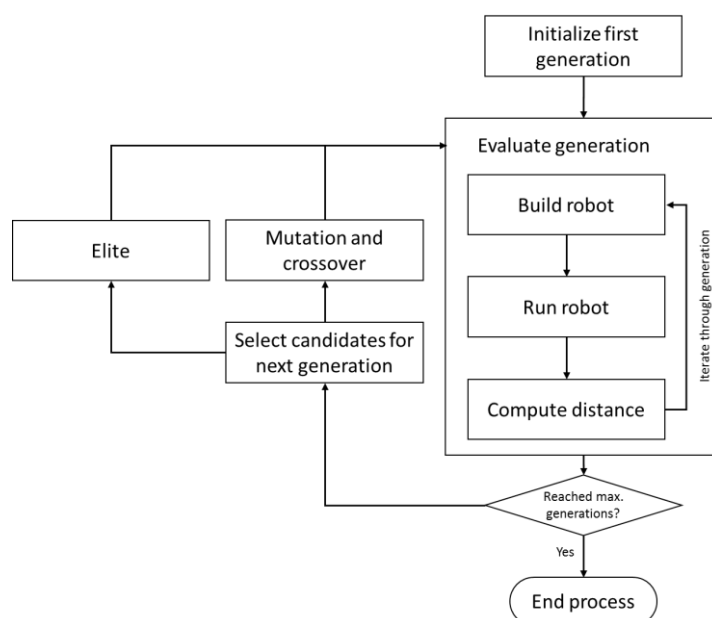 Initialize first
generation
Evaluate generation
Build robot
Run robot
Compute distance
Iterate through generation
Elite
Mutation and
crossover
Select candidates for
next generation
Reached max.
generations?
Yes
End process